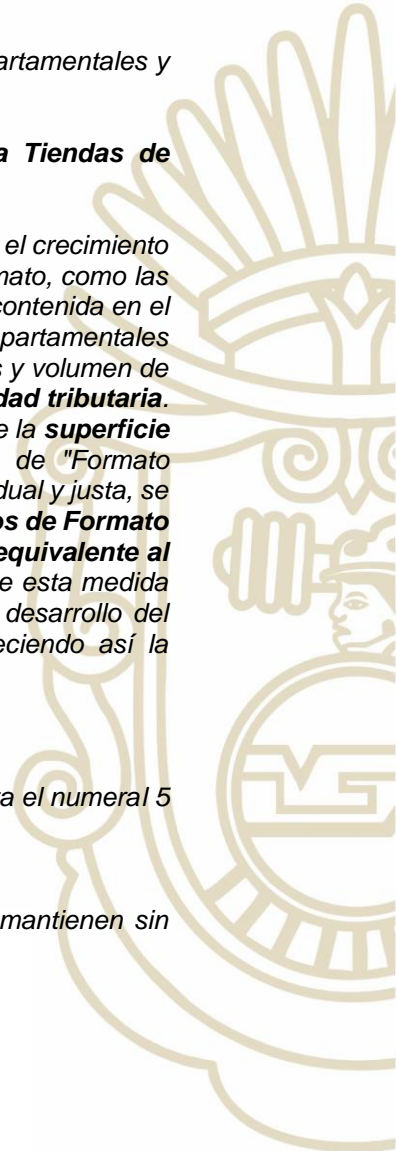 artamentales y
a Tiendas de
el crecimiento
mato, como las
contenida en el
partamentales
s y volumen de
dad tributaria.
e la superficie
de "Formato
dual y justa, se
os de Formato
equivalente al
e esta medida
desarrollo del
eciendo así la
ra el numeral 5
mantienen sin